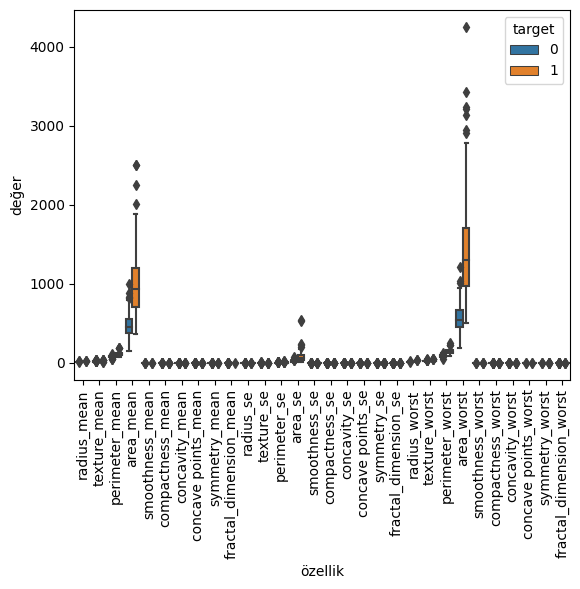 target
0
1
değer
4000
3000
2000
1000
0
radius_mean
texture_mean
perimeter_mean
area_mean
smoothness_mean
compactness_mean
concavity_mean
concave points_mean
symmetry_mean
fractal_dimension_mean
radius_se
texture_se
perimeter_se
area_se
smoothness_se
compactness_se
concavity_se
concave points_se
symmetry_se
fractal_dimension_se
radius_worst
texture_worst
perimeter_worst
area_worst
smoothness_worst
compactness_worst
concavity_worst
concave points_worst
symmetry_worst
fractal_dimension_worst
özellik